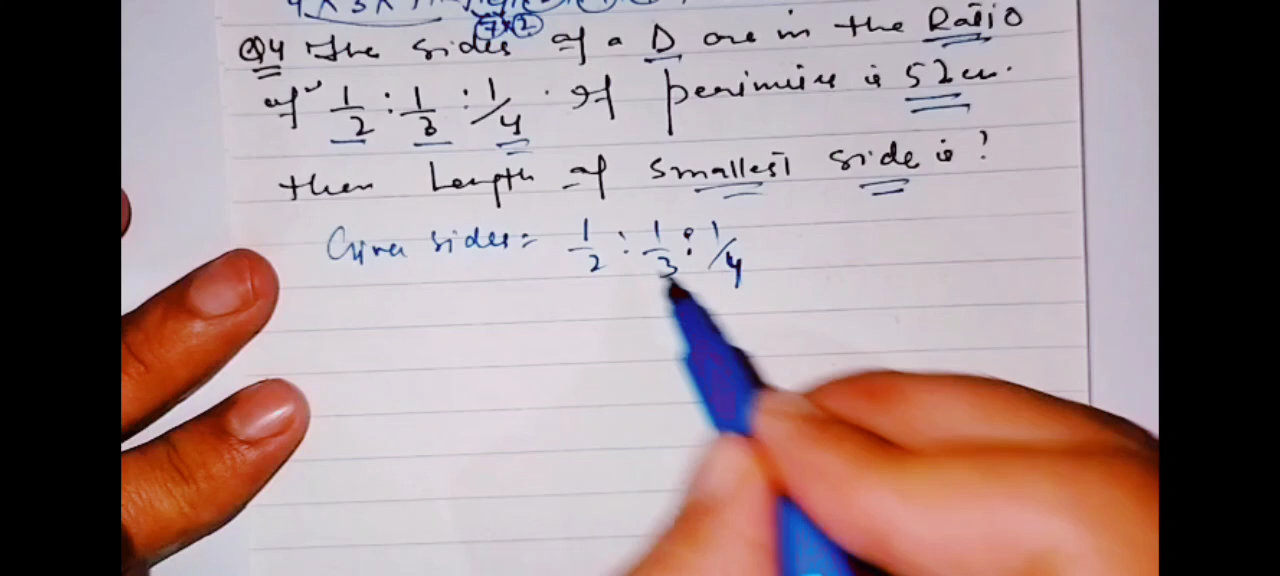 Q4 The sides of a Δ are in the Ratio
of 1/2 : 1/3 : 1/4 . If perimiter is 52cm.
then Length of smallest side is?
Given sides = 1/2 : 1/3 : 1/4